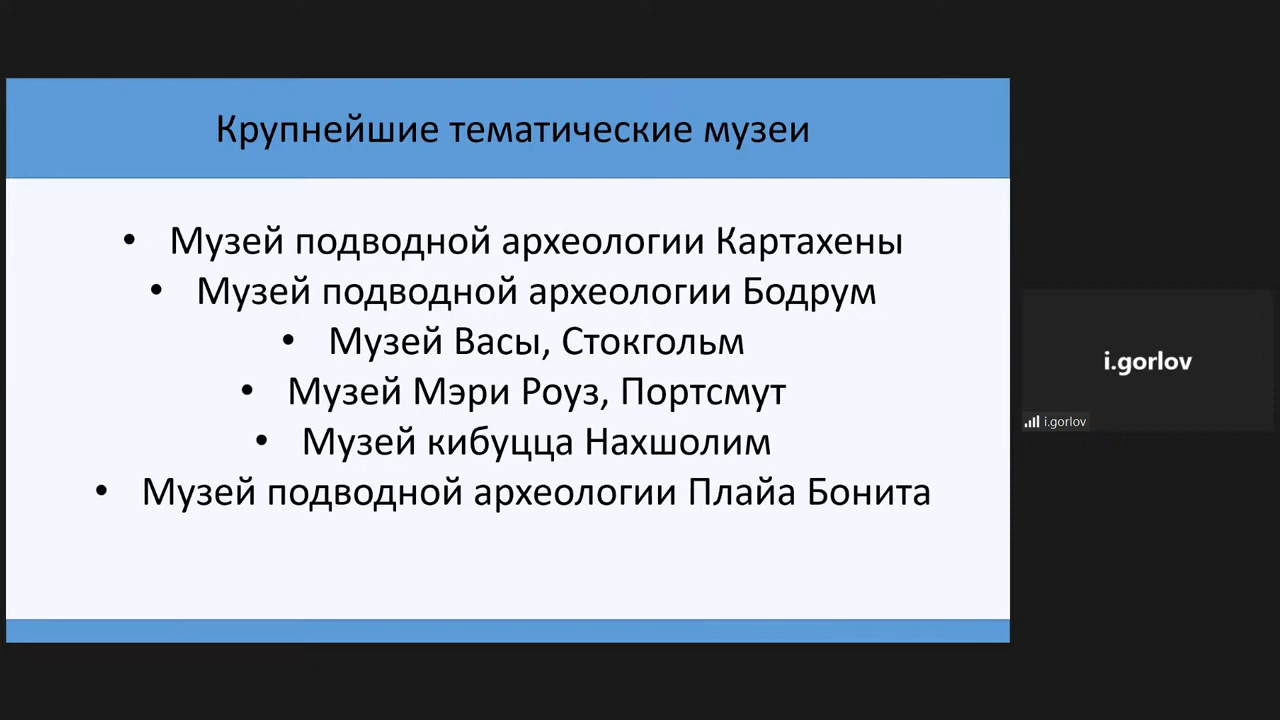 Крупнейшие тематические музеи
• Музей подводной археологии Картахены
• Музей подводной археологии Бодрум
• Музей Васы, Стокгольм
• Музей Мэри Роуз, Портсмут
• Музей кибуцца Нахшолим
• Музей подводной археологии Плайа Бонита
i.gorlov
i.gorlov